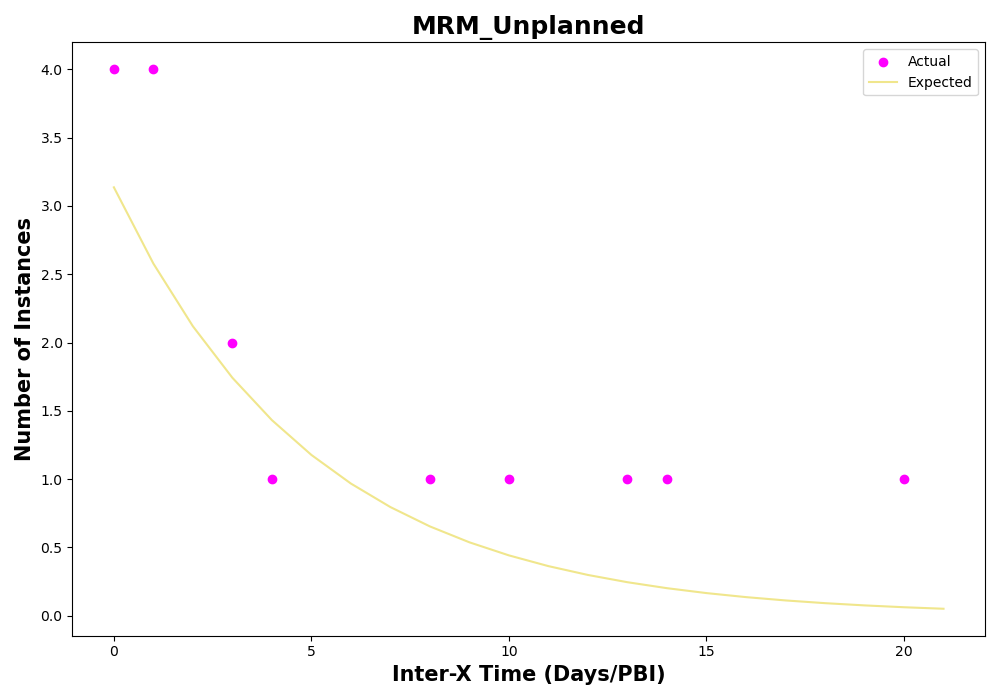 MRM_Unplanned
Actual
Expected
4.0
3.5
3.0
2.5
2.0
1.5
1.0
0.5
0.0
Number of Instances
0
5
10
15
20
Inter-X Time (Days/PBI)